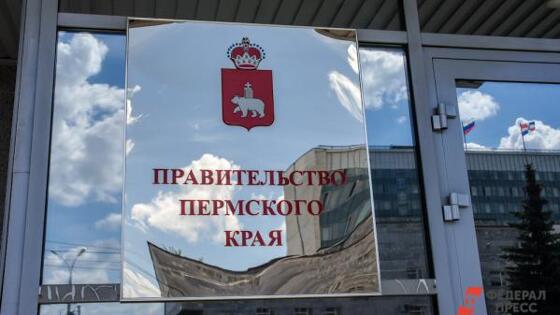 ПРАВИТЕЛЬСТВО
ПЕРМСКОГО
КРАЯ
ФЕДЕРАЛ
ПРЕСС